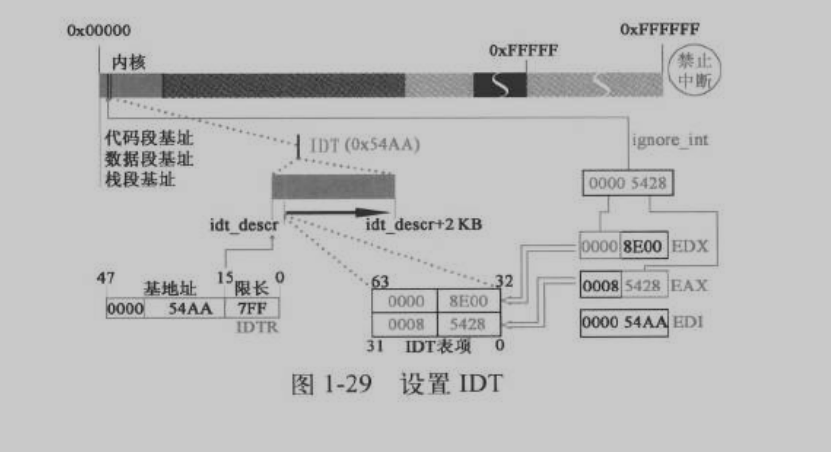 0x00000
0xFFFFF
0xFFFFFF
内核
禁止
中断
代码段基址
数据段基址
栈段基址
IDT (0x54AA)
ignore_int
0000 5428
idt_descr
idt_descr+2 KB
0000 8E00 EDX
47 15 0
基地址 限长
0000 54AA 7FF
IDTR
63 32
0000 8E00
0008 5428
31 IDT表项 0
0008 5428 EAX
0000 54AA EDI
图 1-29 设置 IDT